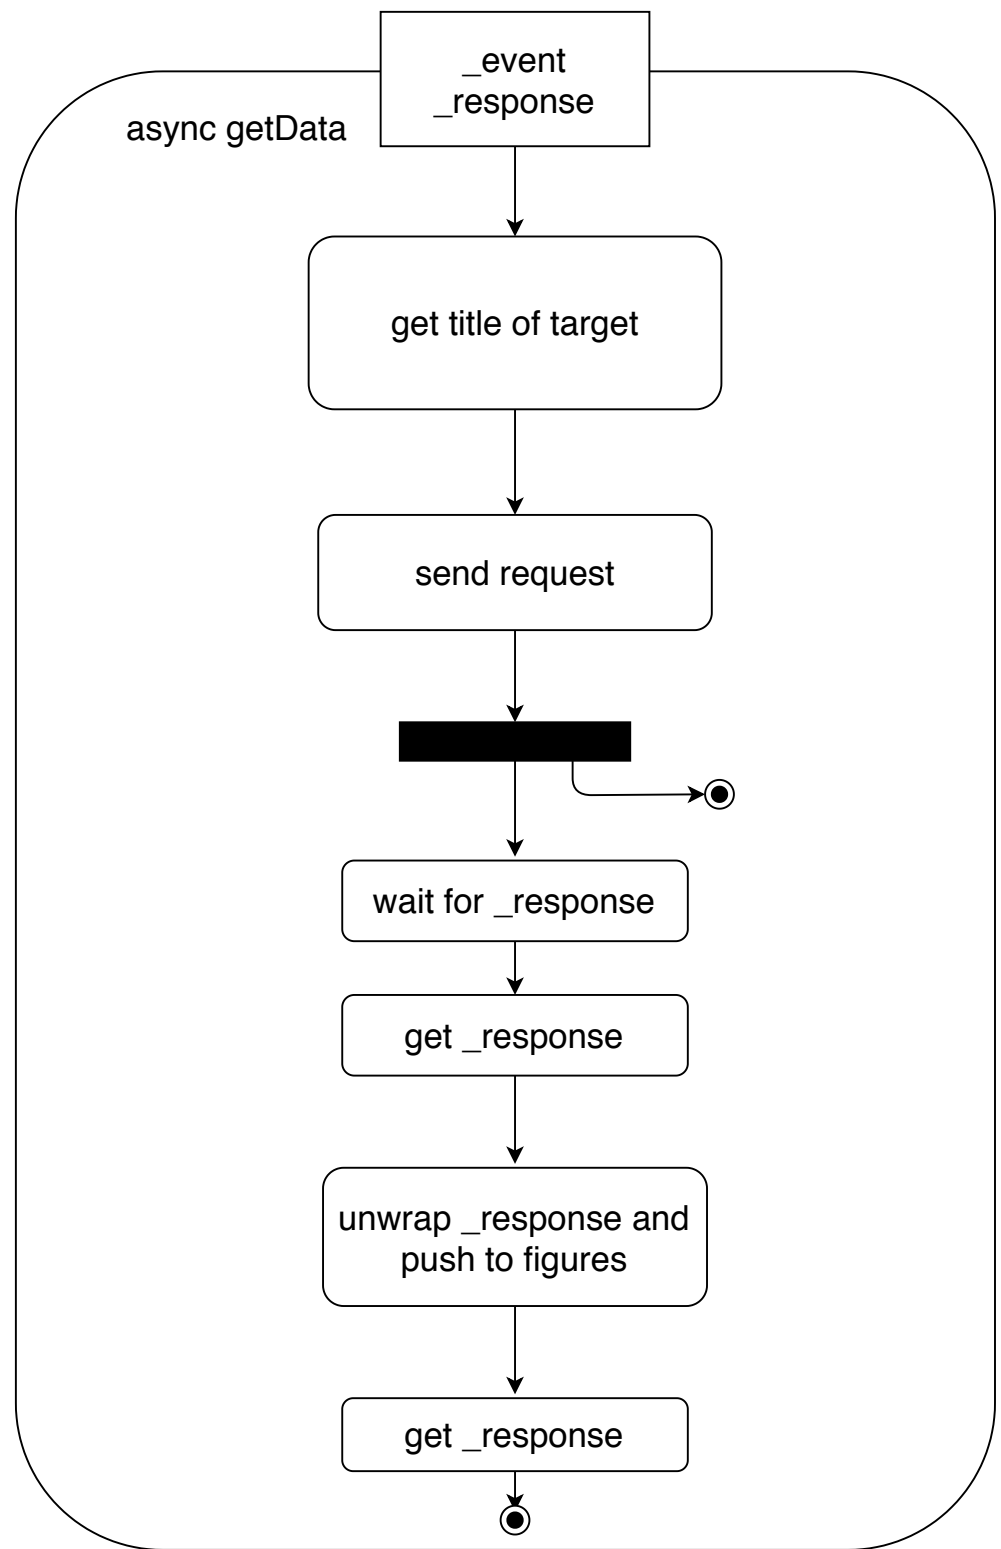 _event
_response
async getData
get title of target
send request
wait for _response
get _response
unwrap _response and
push to figures
get _response